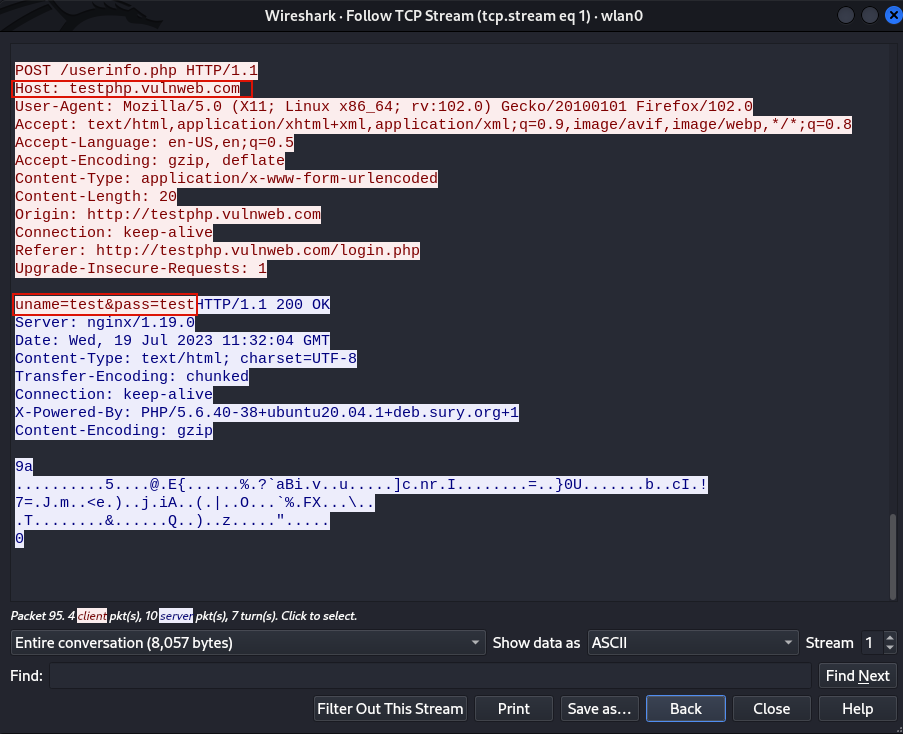 Wireshark · Follow TCP Stream (tcp.stream eq 1) · wlan0
POST /userinfo.php HTTP/1.1
Host: testphp.vulnweb.com
User-Agent: Mozilla/5.0 (X11; Linux x86_64; rv:102.0) Gecko/20100101 Firefox/102.0
Accept: text/html,application/xhtml+xml,application/xml;q=0.9,image/avif,image/webp,*/*;q=0.8
Accept-Language: en-US,en;q=0.5
Accept-Encoding: gzip, deflate
Content-Type: application/x-www-form-urlencoded
Content-Length: 20
Origin: http://testphp.vulnweb.com
Connection: keep-alive
Referer: http://testphp.vulnweb.com/login.php
Upgrade-Insecure-Requests: 1
uname=test&pass=testHTTP/1.1 200 OK
Server: nginx/1.19.0
Date: Wed, 19 Jul 2023 11:32:04 GMT
Content-Type: text/html; charset=UTF-8
Transfer-Encoding: chunked
Connection: keep-alive
X-Powered-By: PHP/5.6.40-38+ubuntu20.04.1+deb.sury.org+1
Content-Encoding: gzip
9a
..........5....@.E{......%.?`aBi.v..u.....]c.nr.I........=..}0U.......b..cI.!
7=.J.m..<e.)..j.iA..(.|..O...`%.FX...\..
.T........&......Q..)..z.....".....
0
Packet 95. 4 client pkt(s), 10 server pkt(s), 7 turn(s). Click to select.
Entire conversation (8,057 bytes) Show data as ASCII Stream 1
Find: Find Next
Filter Out This Stream Print Save as… Back Close Help